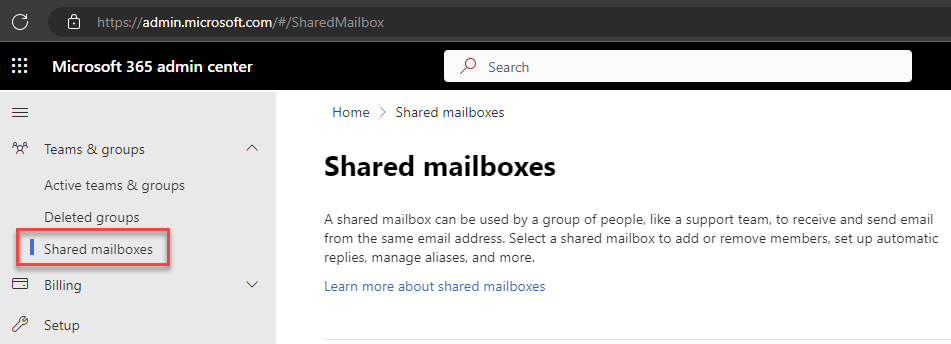 https://admin.microsoft.com/#/SharedMailbox
Microsoft 365 admin center
Search
Home > Shared mailboxes
Teams & groups
Active teams & groups
Deleted groups
Shared mailboxes
Billing
Setup
Shared mailboxes
A shared mailbox can be used by a group of people, like a support team, to receive and send email
from the same email address. Select a shared mailbox to add or remove members, set up automatic
replies, manage aliases, and more.
Learn more about shared mailboxes